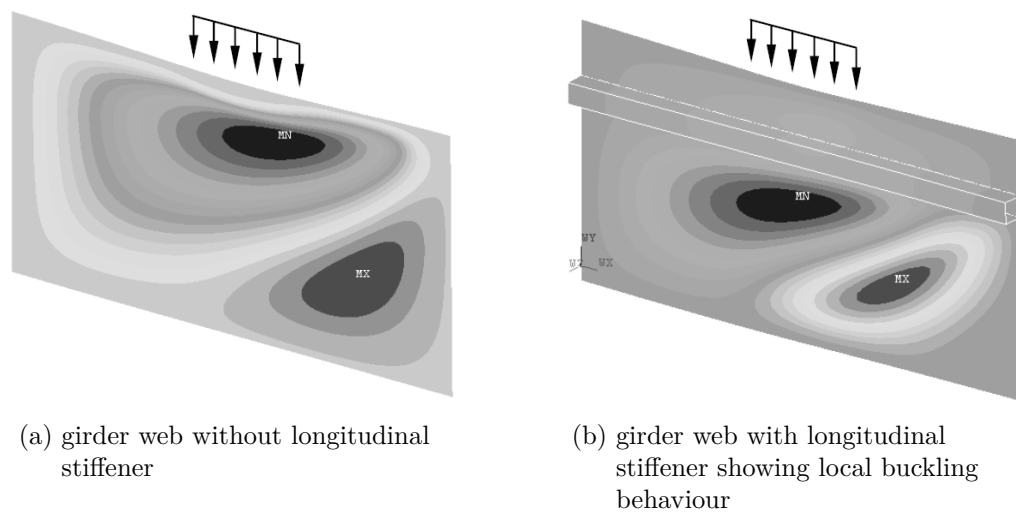 MN
MX
MN
MX
WY
WZ WX
(a) girder web without longitudinal
stiffener
(b) girder web with longitudinal
stiffener showing local buckling
behaviour